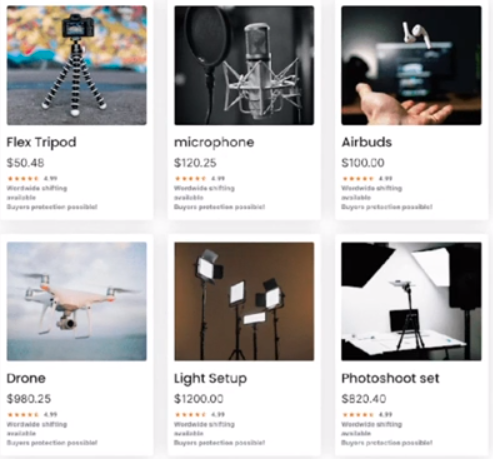 Flex Tripod
$50.48
4.99
Wordwide shifting
available
Buyers protection possible!
microphone
$120.25
4.99
Wordwide shifting
available
Buyers protection possible!
Airbuds
$100.00
4.99
Wordwide shifting
available
Buyers protection possible!
Drone
$980.25
4.99
Wordwide shifting
available
Buyers protection possible!
Light Setup
$1200.00
4.99
Wordwide shifting
available
Buyers protection possible!
Photoshoot set
$820.40
4.99
Wordwide shifting
available
Buyers protection possible!